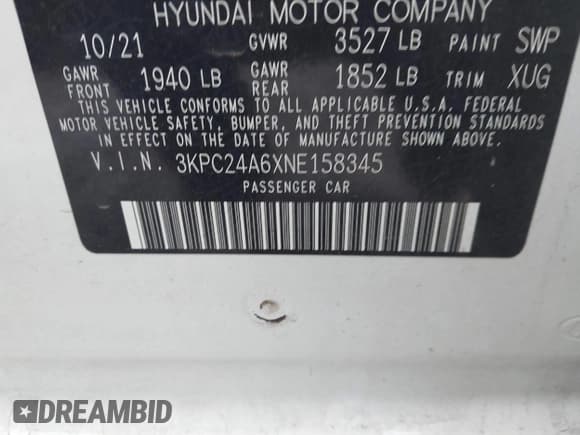 HYUNDAI MOTOR COMPANY
10/21 GVWR 3527 LB PAINT SWP
GAWR FRONT 1940 LB GAWR REAR 1852 LB TRIM XUG
THIS VEHICLE CONFORMS TO ALL APPLICABLE U.S.A. FEDERAL
MOTOR VEHICLE SAFETY, BUMPER, AND THEFT PREVENTION STANDARDS
IN EFFECT ON THE DATE OF MANUFACTURE SHOWN ABOVE.
V.I.N. 3KPC24A6XNE158345
PASSENGER CAR
DREAMBID